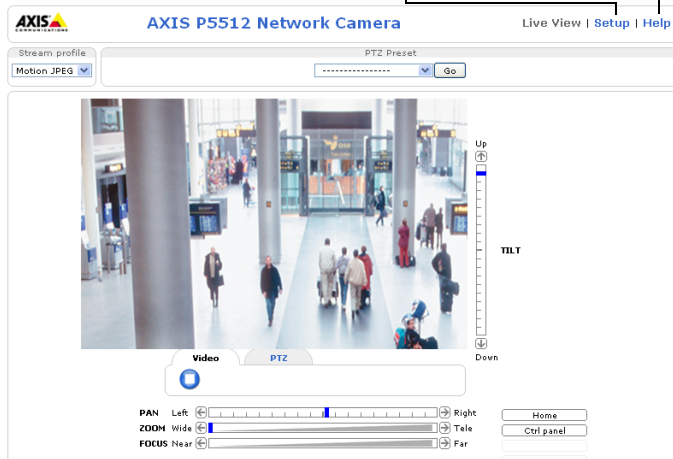 AXIS
COMMUNICATIONS
AXIS P5512 Network Camera
Live View | Setup | Help
Stream profile
PTZ Preset
Motion JPEG
----------------
Go
Up
TILT
Down
Video
PTZ
PAN Left Right
ZOOM Wide Tele
FOCUS Near Far
Home
Ctrl panel